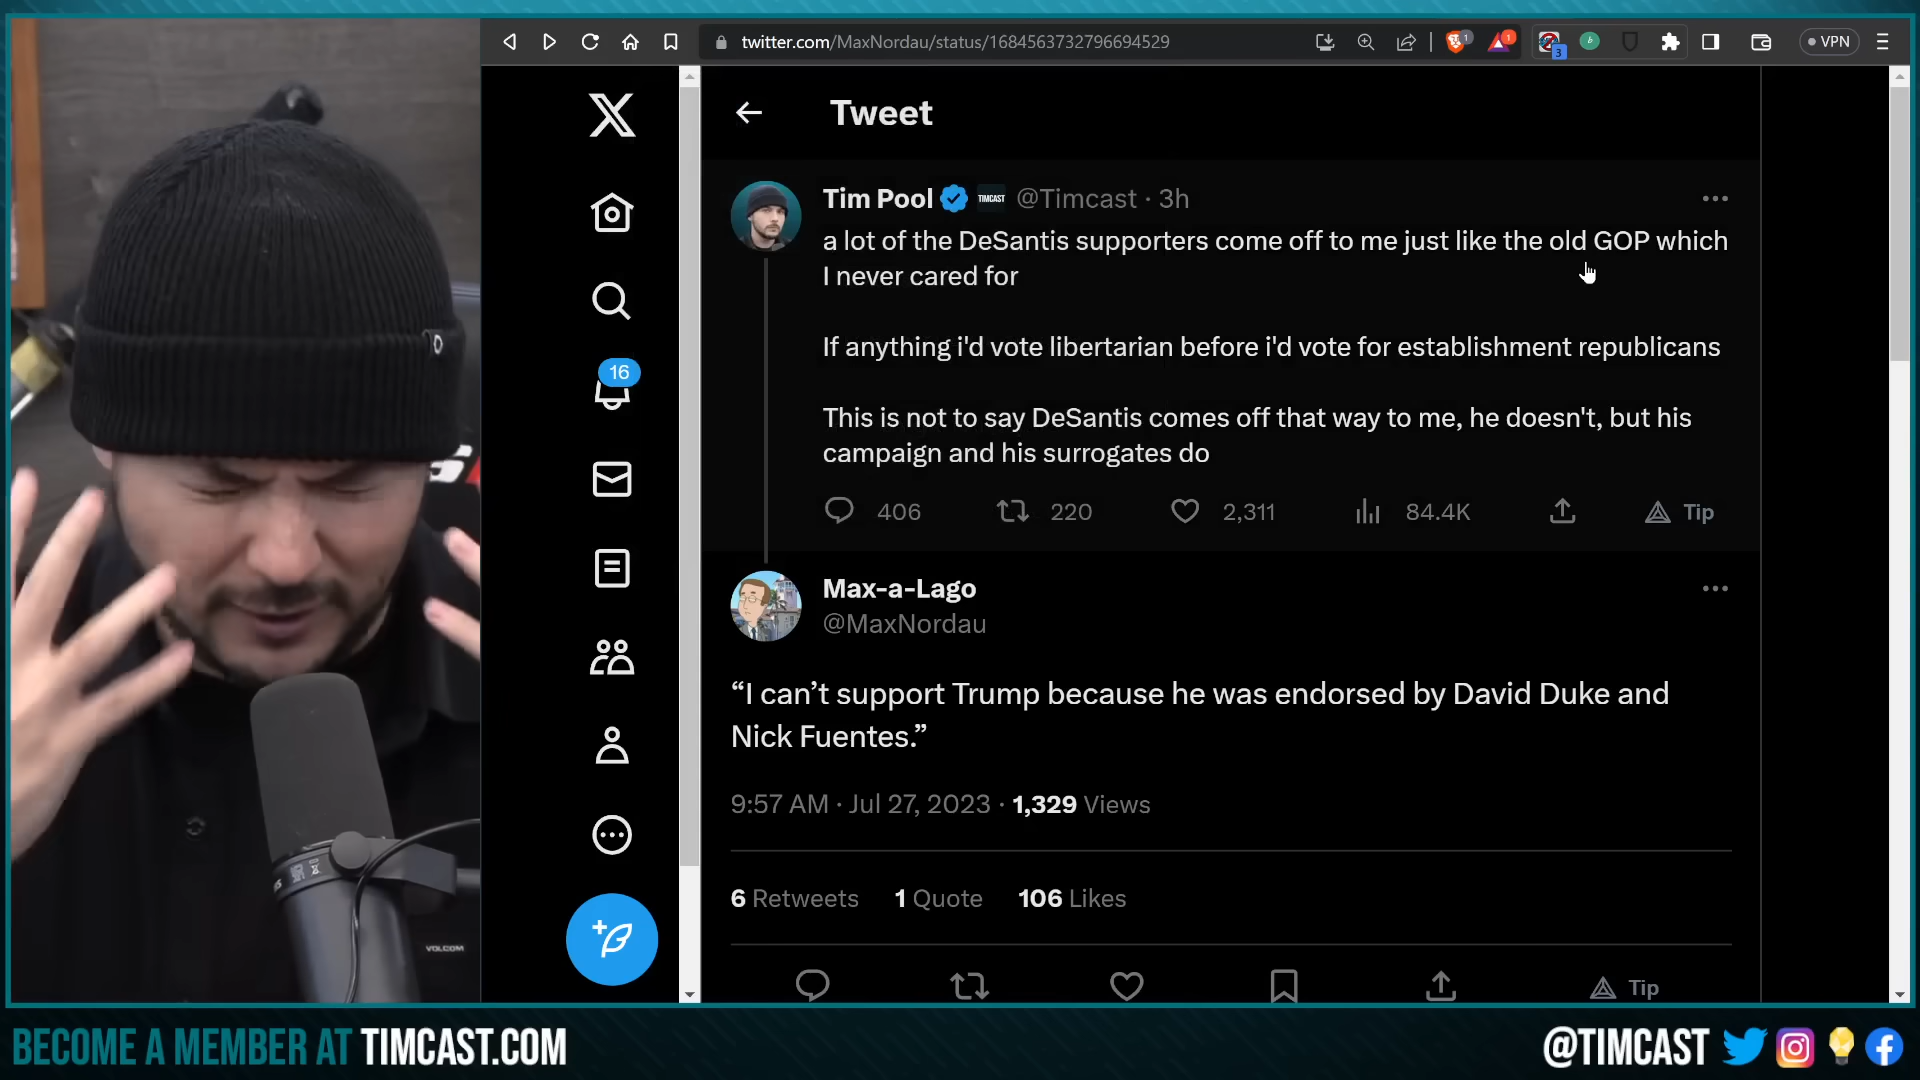 twitter.com/MaxNordau/status/1684563732796694529
1
1
3
VPN
Tweet
Tim Pool TIMCAST @Timcast · 3h
a lot of the DeSantis supporters come off to me just like the old GOP which
I never cared for
If anything i'd vote libertarian before i'd vote for establishment republicans
This is not to say DeSantis comes off that way to me, he doesn't, but his
campaign and his surrogates do
406 220 2,311 84.4K Tip
16
Max-a-Lago
@MaxNordau
“I can’t support Trump because he was endorsed by David Duke and
Nick Fuentes.”
9:57 AM · Jul 27, 2023 · 1,329 Views
6 Retweets 1 Quote 106 Likes
Tip
VOLCOM
BECOME A MEMBER AT TIMCAST.COM
@TIMCAST